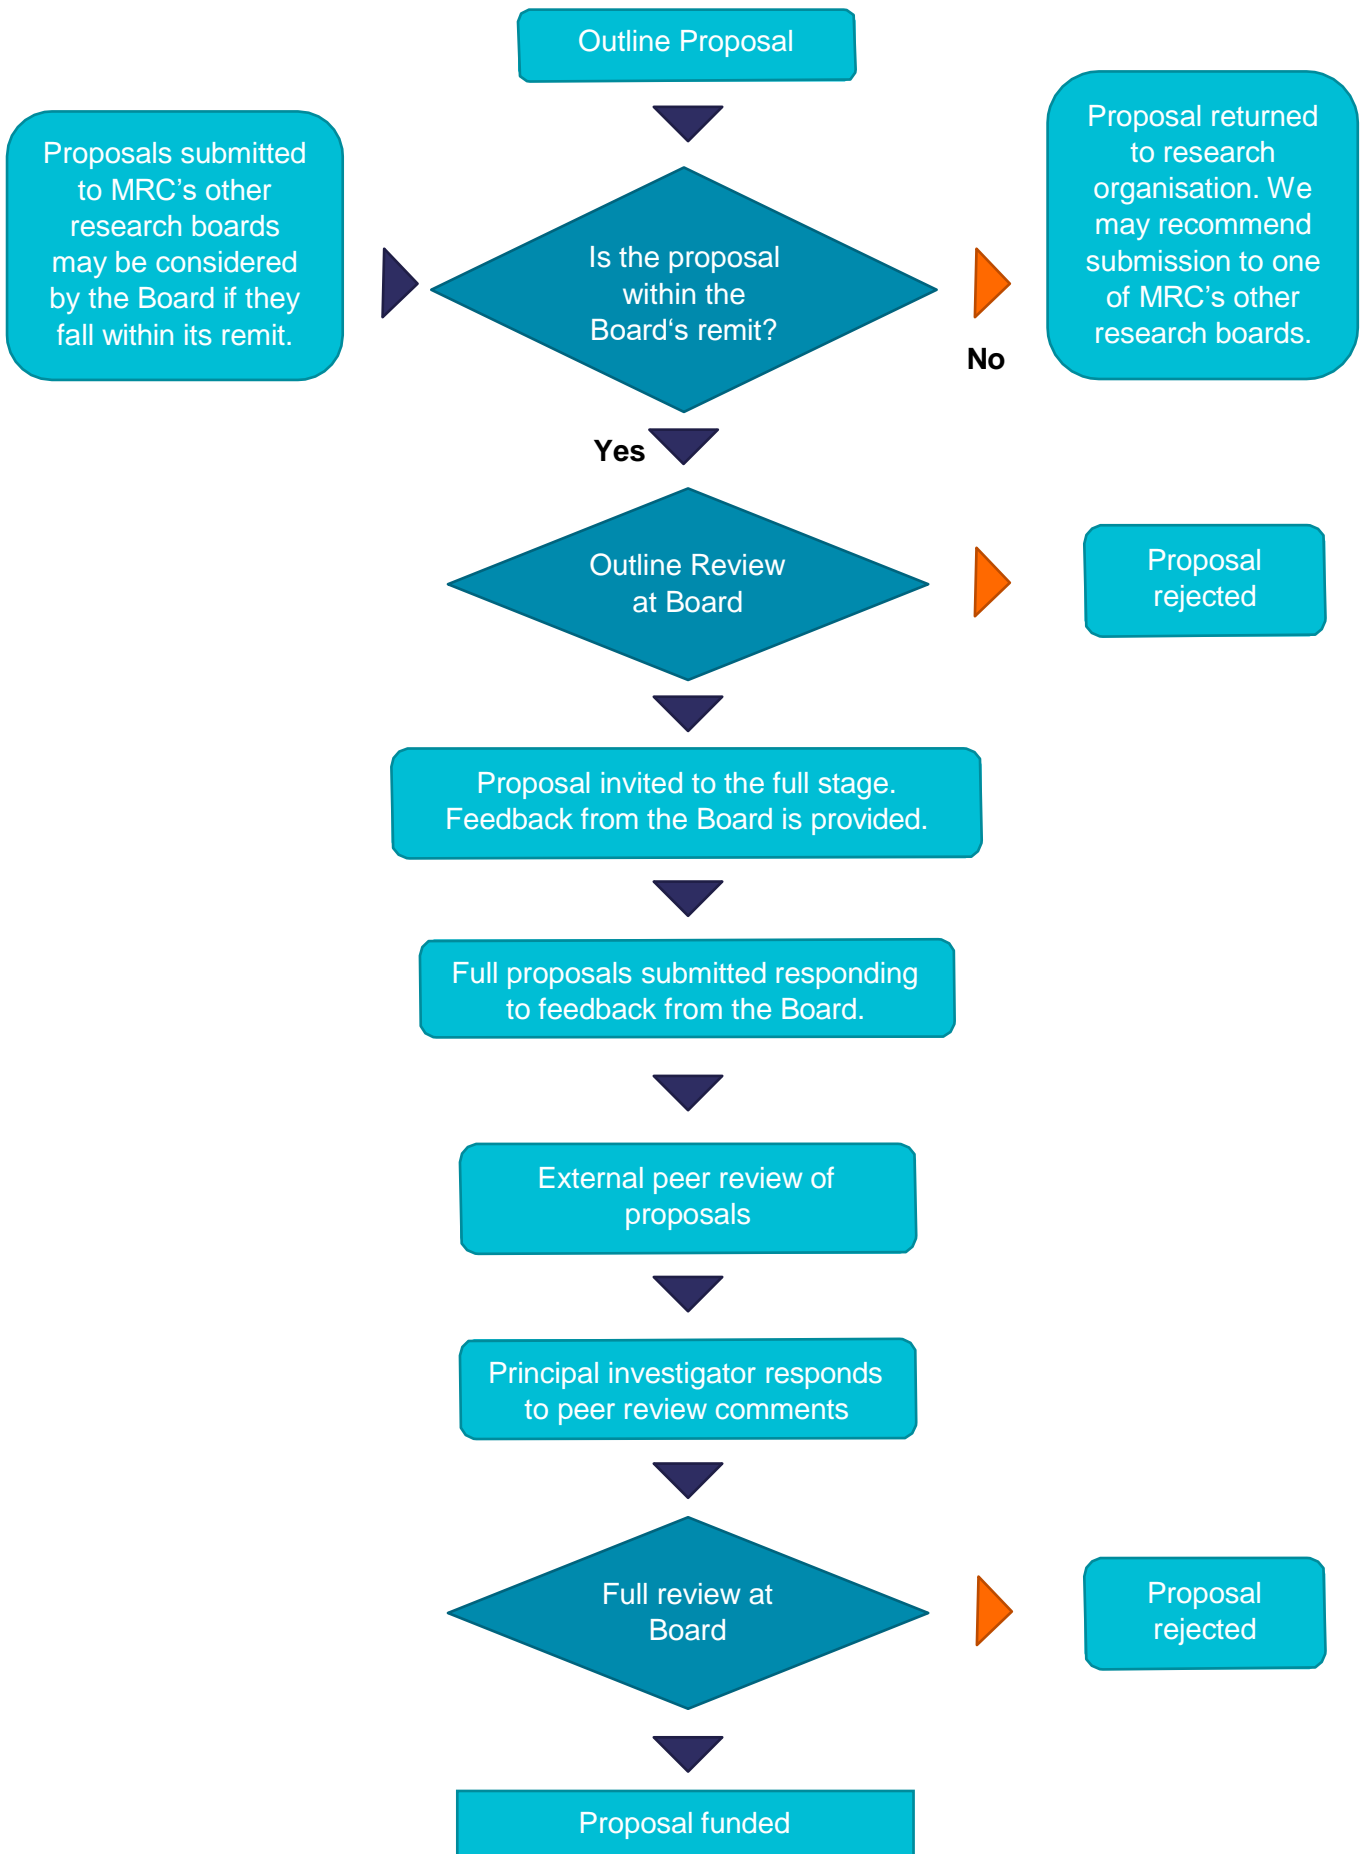 Outline Proposal
Proposals submitted
to MRC's other
research boards
may be considered
by the Board if they
fall within its remit.
Is the proposal
within the
Board‘s remit?
No
Proposal returned
to research
organisation. We
may recommend
submission to one
of MRC's other
research boards.
Yes
Outline Review
at Board
Proposal
rejected
Proposal invited to the full stage.
Feedback from the Board is provided.
Full proposals submitted responding
to feedback from the Board.
External peer review of
proposals
Principal investigator responds
to peer review comments
Full review at
Board
Proposal
rejected
Proposal funded